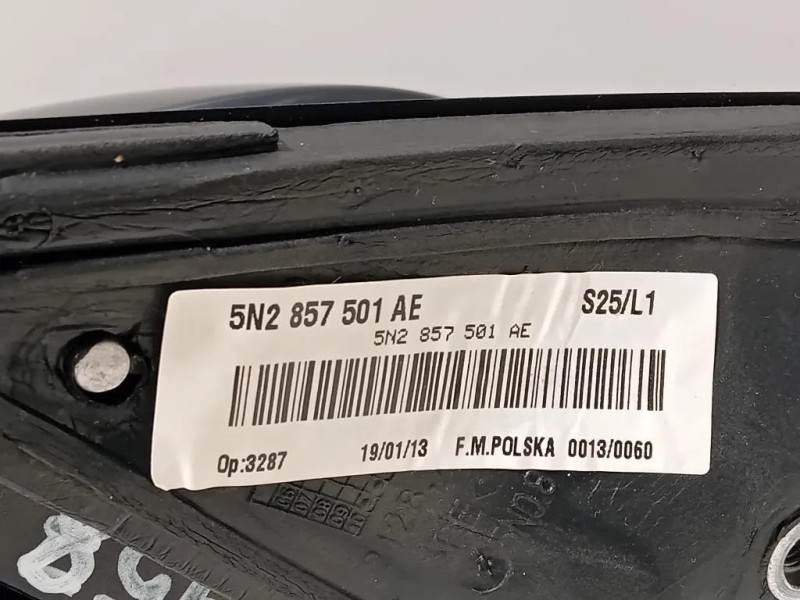 5N2 857 501 AE S25/L1
5N2 857 501 AE
Op:3287 19/01/13 F.M.POLSKA 0013/0060